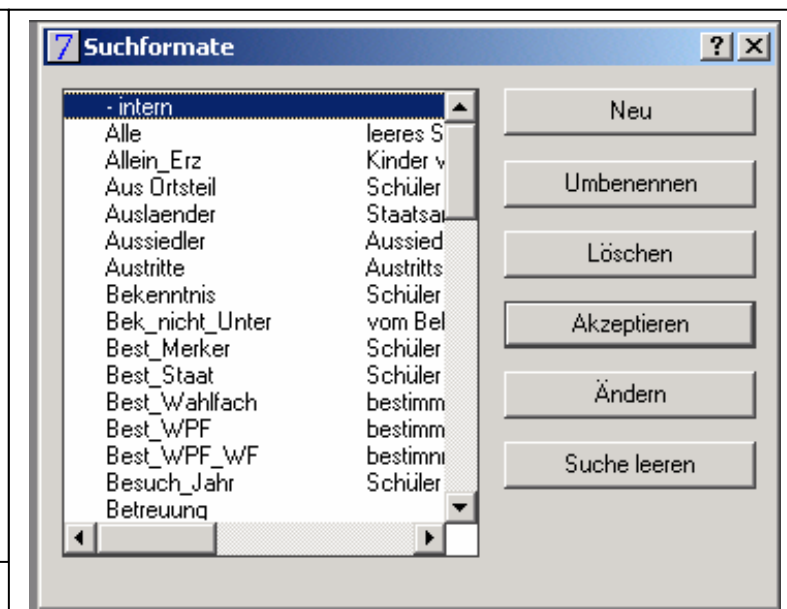 7 Suchformate ? X
- intern
Alle leeres S
Allein_Erz Kinder v
Aus Ortsteil Schüler
Auslaender Staatsa
Aussiedler Aussied
Austritte Austritts
Bekenntnis Schüler
Bek_nicht_Unter vom Bel
Best_Merker Schüler
Best_Staat Schüler
Best_Wahlfach bestimm
Best_WPF bestimm
Best_WPF_WF bestimn
Besuch_Jahr Schüler
Betreuung
Neu
Umbenennen
Löschen
Akzeptieren
Ändern
Suche leeren